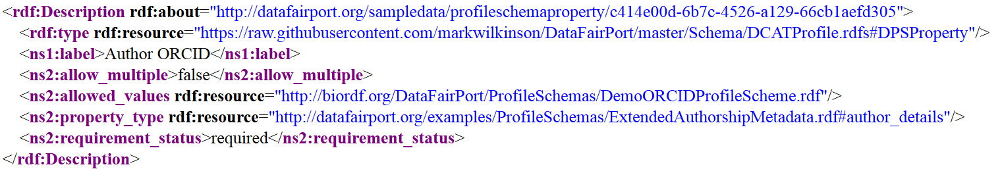 <rdf:Description rdf:about="http://datafairport.org/sampledata/profileschemaproperty/c414e00d-6b7c-4526-a129-66cb1aefd305">
<rdf:type rdf:resource="https://raw.githubusercontent.com/markwilkinson/DataFairPort/master/Schema/DCATProfile.rdfs#DPSProperty"/>
<ns1:label>Author ORCID</ns1:label>
<ns2:allow_multiple>false</ns2:allow_multiple>
<ns2:allowed_values rdf:resource="http://biordf.org/DataFairPort/ProfileSchemas/DemoORCIDProfileScheme.rdf"/>
<ns2:property_type rdf:resource="http://datafairport.org/examples/ProfileSchemas/ExtendedAuthorshipMetadata.rdf#author_details"/>
<ns2:requirement_status>required</ns2:requirement_status>
</rdf:Description>